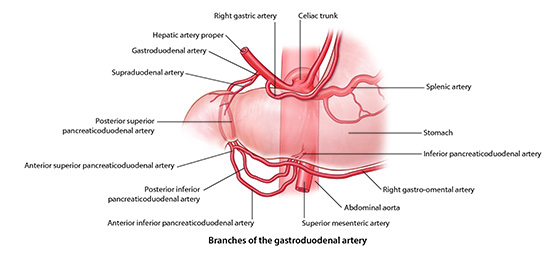 Right gastric artery
Celiac trunk
Hepatic artery proper
Gastroduodenal artery
Supraduodenal artery
Splenic artery
Posterior superior
pancreaticoduodenal artery
Stomach
Anterior superior pancreaticoduodenal artery
Inferior pancreaticoduodenal artery
Posterior inferior
pancreaticoduodenal artery
Right gastro-omental artery
Abdominal aorta
Anterior inferior pancreaticoduodenal artery
Superior mesenteric artery
Branches of the gastroduodenal artery